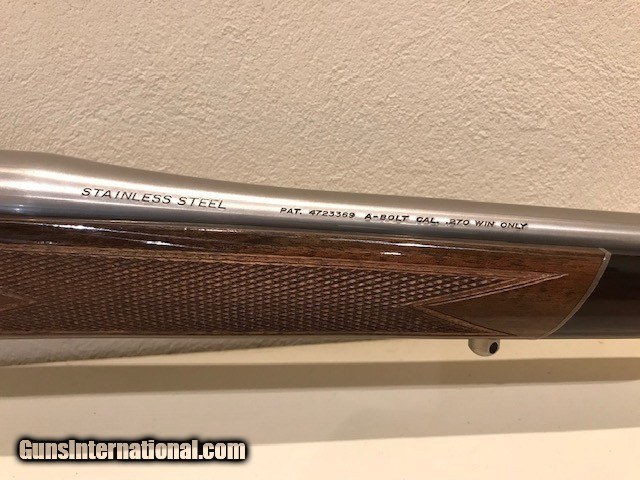 STAINLESS STEEL
PAT. 4723369 A-BOLT CAL. .270 WIN ONLY
GunsInternational.com